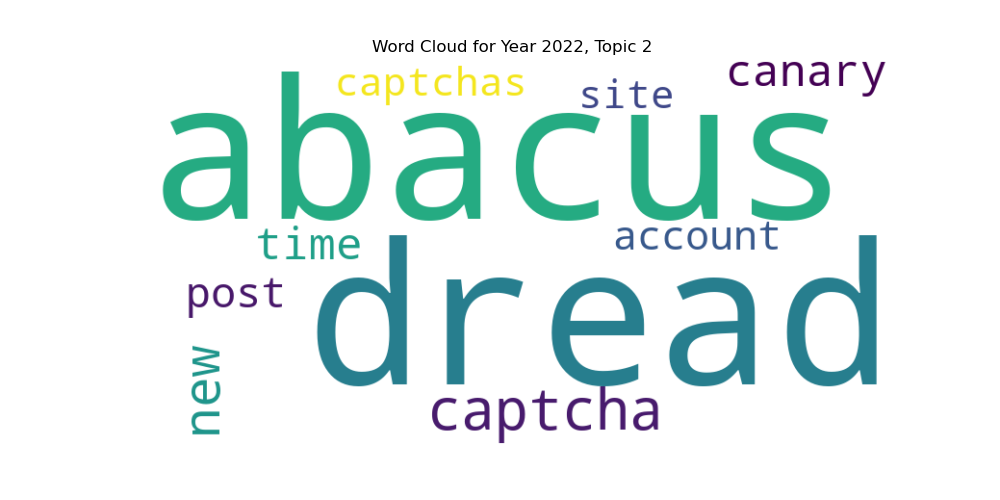 Word Cloud for Year 2022, Topic 2
captchas
site
canary
abacus
time
account
post
dread
new
captcha